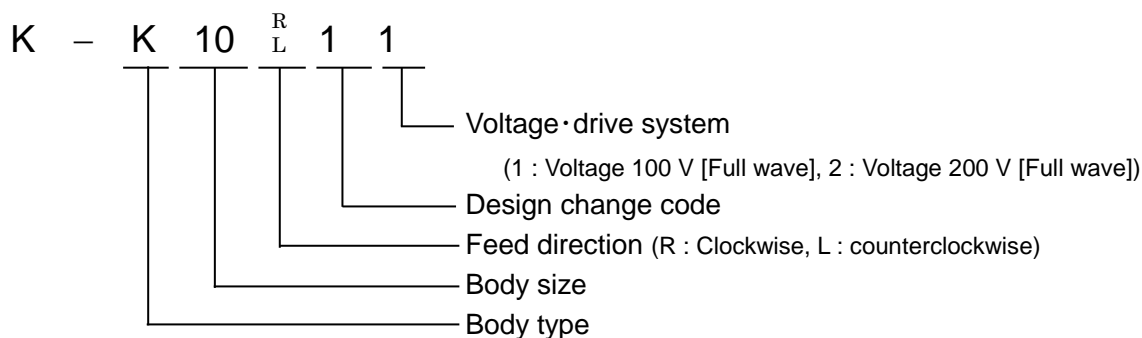 K – K 10 R L 1 1
Voltage･drive system
(1 : Voltage 100 V [Full wave], 2 : Voltage 200 V [Full wave])
Design change code
Feed direction (R : Clockwise, L : counterclockwise)
Body size
Body type